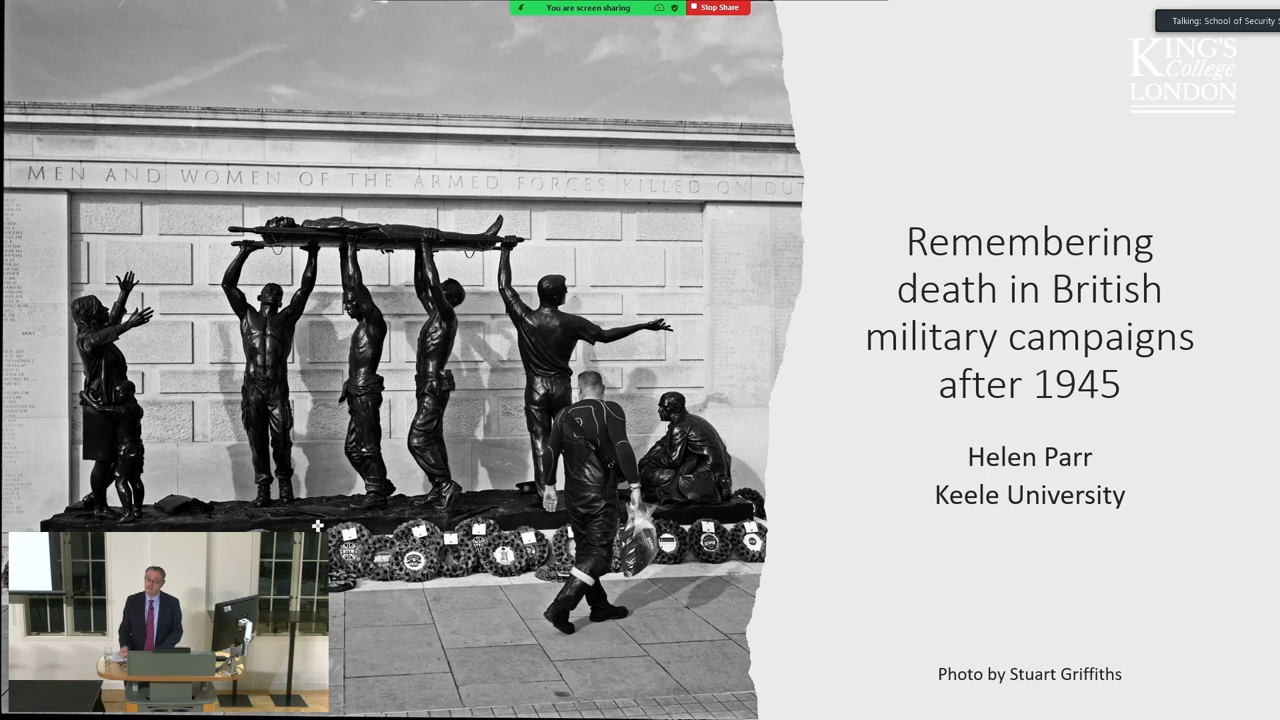 You are screen sharing
Stop Share
Talking: School of Security
KING'S
College
LONDON
MEN AND WOMEN OF THE ARMED FORCES KILLED ON DUT
Remembering
death in British
military campaigns
after 1945
Helen Parr
Keele University
Photo by Stuart Griffiths